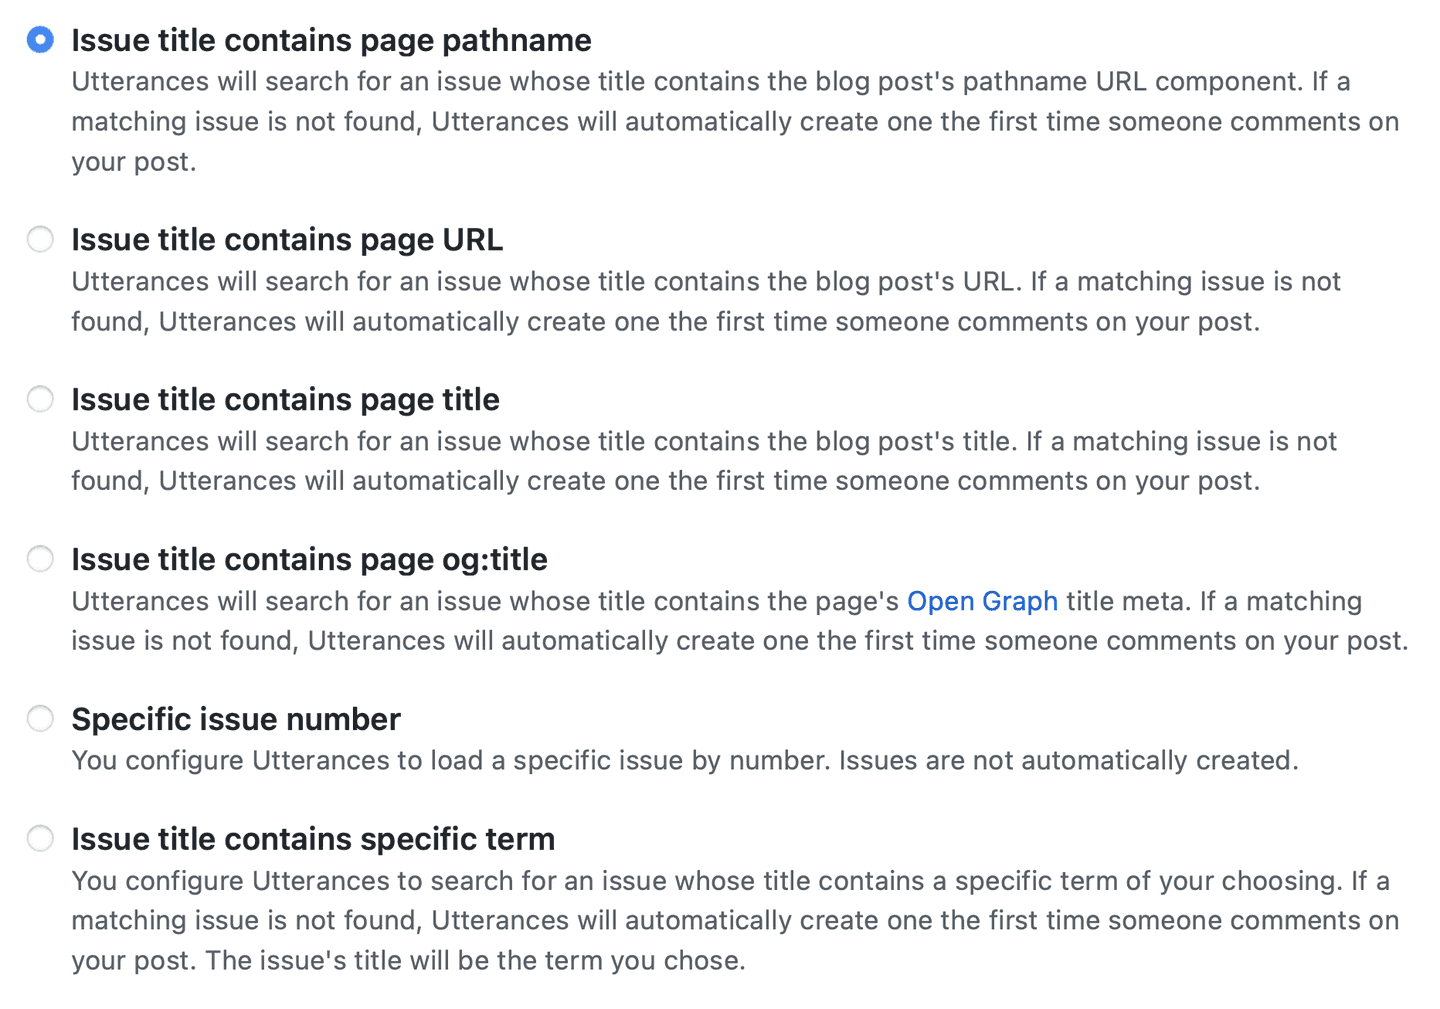 Issue title contains page pathname
Utterances will search for an issue whose title contains the blog post's pathname URL component. If a
matching issue is not found, Utterances will automatically create one the first time someone comments on
your post.
Issue title contains page URL
Utterances will search for an issue whose title contains the blog post's URL. If a matching issue is not
found, Utterances will automatically create one the first time someone comments on your post.
Issue title contains page title
Utterances will search for an issue whose title contains the blog post's title. If a matching issue is not
found, Utterances will automatically create one the first time someone comments on your post.
Issue title contains page og:title
Utterances will search for an issue whose title contains the page's Open Graph title meta. If a matching
issue is not found, Utterances will automatically create one the first time someone comments on your post.
Specific issue number
You configure Utterances to load a specific issue by number. Issues are not automatically created.
Issue title contains specific term
You configure Utterances to search for an issue whose title contains a specific term of your choosing. If a
matching issue is not found, Utterances will automatically create one the first time someone comments on
your post. The issue's title will be the term you chose.